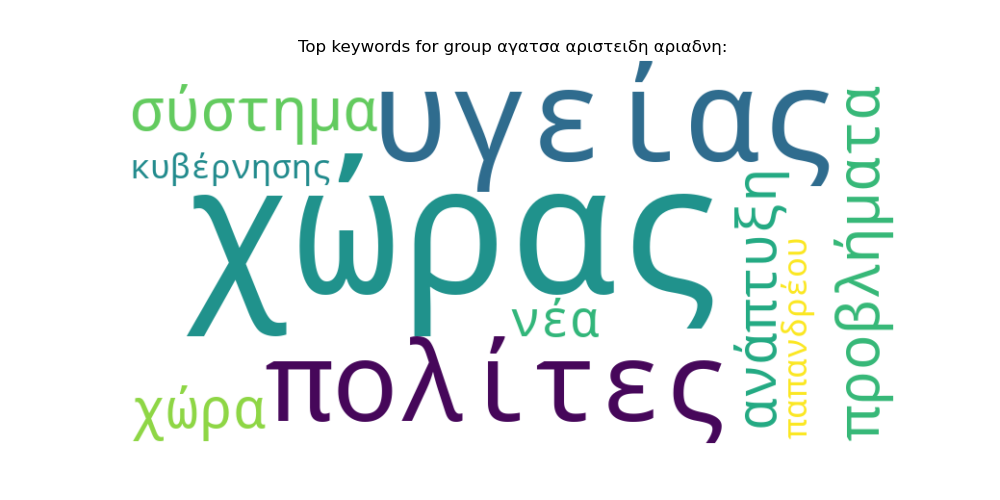 Top keywords for group αγατσα αριστειδη αριαδνη:
σύστημα
υγείας
κυβέρνησης
χώρας
νέα
πολίτες
χώρα
ανάπτυξη
παπανδρέου
προβλήματα